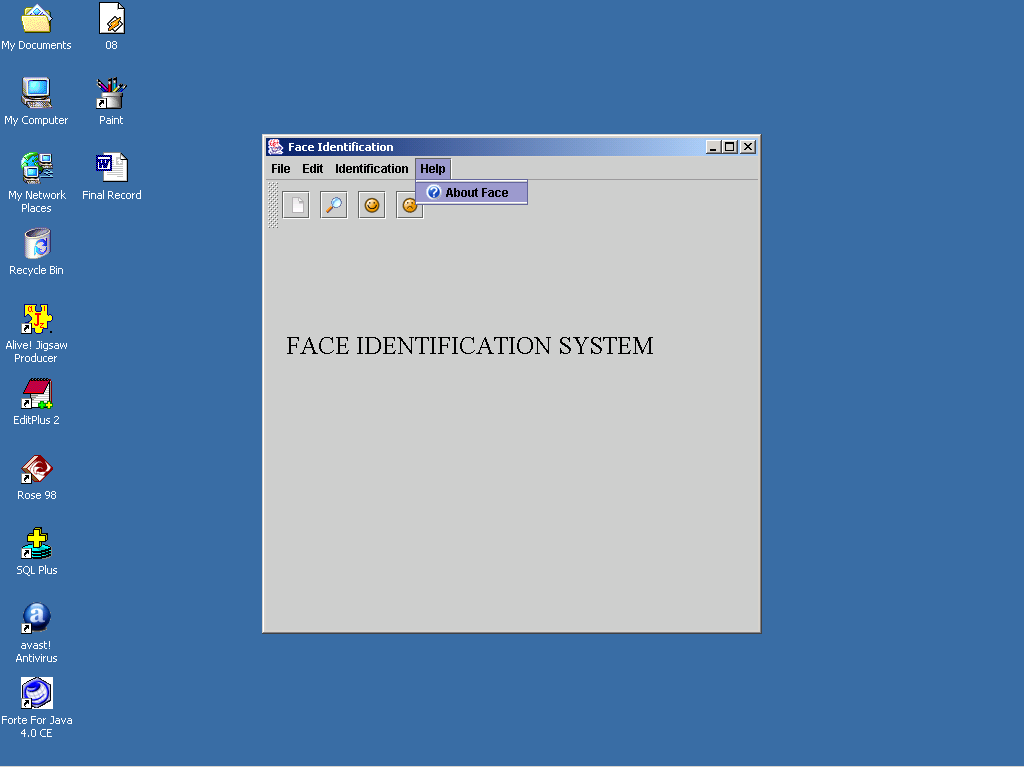 My Documents
08
My Computer
Paint
My Network
Places
Final Record
Recycle Bin
Alive! Jigsaw
Producer
EditPlus 2
Rose 98
SQL Plus
avast!
Antivirus
Forte For Java
4.0 CE
Face Identification
File Edit Identification Help
About Face
FACE IDENTIFICATION SYSTEM